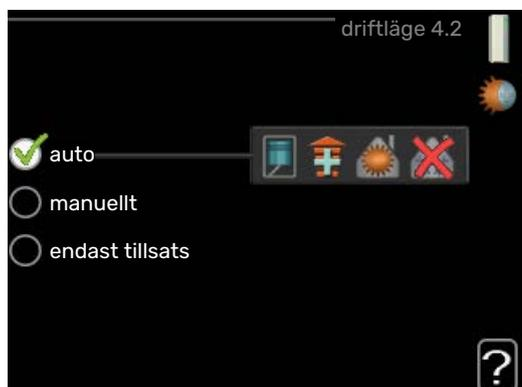 driftläge 4.2
auto
manuellt
endast tillsats
?